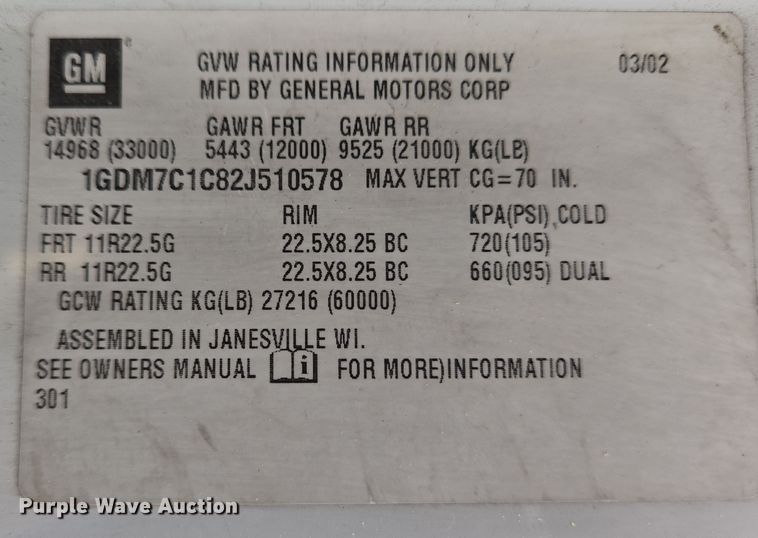 GM
GVW RATING INFORMATION ONLY 03/02
MFD BY GENERAL MOTORS CORP
GVWR GAWR FRT GAWR RR
14968 (33000) 5443 (12000) 9525 (21000) KG(LB)
1GDM7C1C82J510578 MAX VERT CG=70 IN.
TIRE SIZE RIM KPA(PSI) COLD
FRT 11R22.5G 22.5X8.25 BC 720(105)
RR 11R22.5G 22.5X8.25 BC 660(095) DUAL
GCW RATING KG(LB) 27216 (60000)
ASSEMBLED IN JANESVILLE WI.
SEE OWNERS MANUAL i FOR MORE)INFORMATION
301
Purple Wave Auction